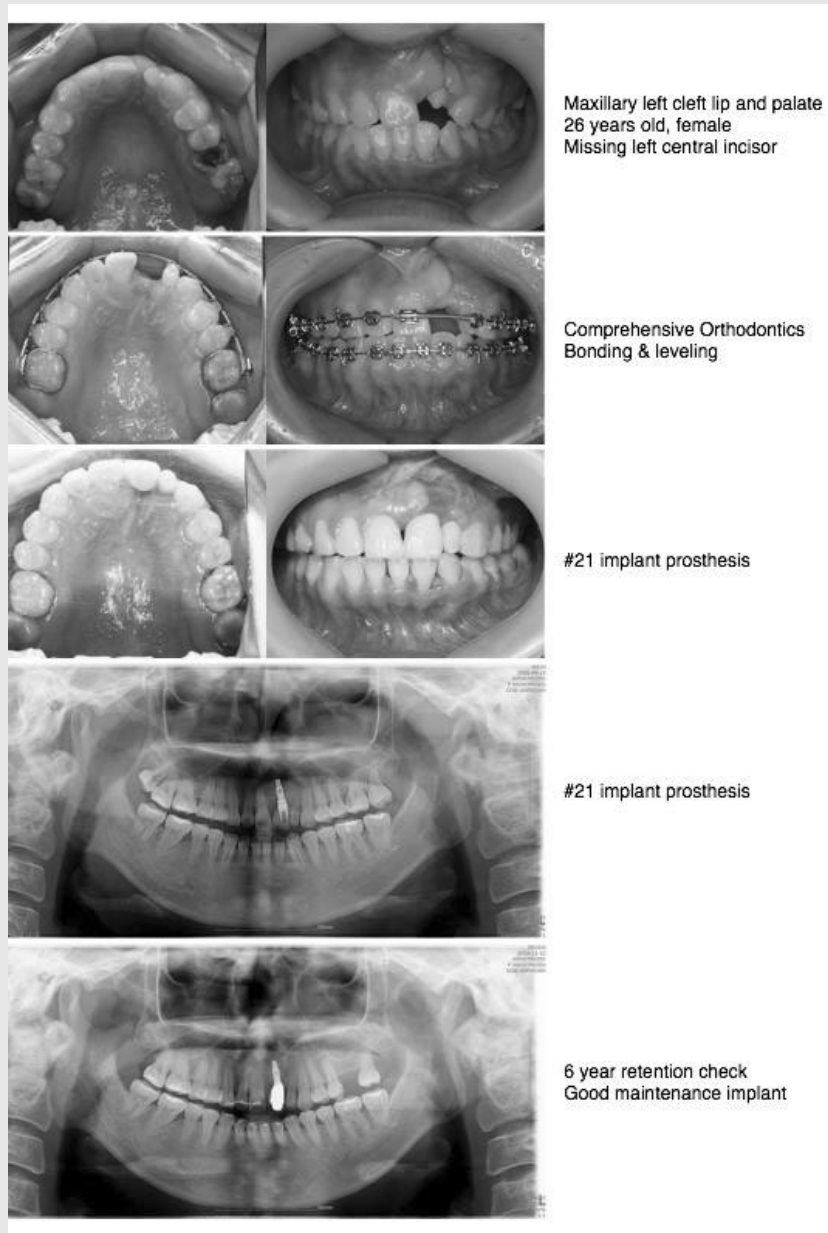 Maxillary left cleft lip and palate
26 years old, female
Missing left central incisor
Comprehensive Orthodontics
Bonding & leveling
#21 implant prosthesis
#21 implant prosthesis
6 year retention check
Good maintenance implant